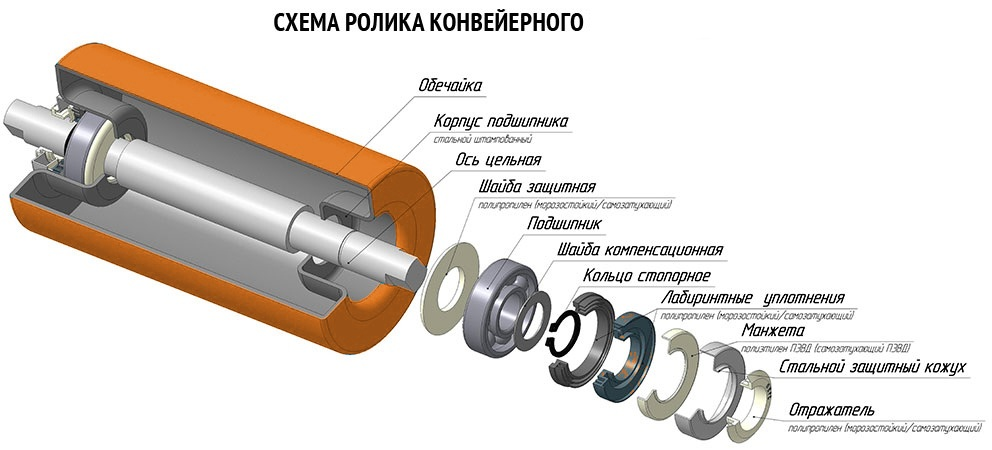 СХЕМА РОЛИКА КОНВЕЙЕРНОГО
Обечайка
Корпус подшипника
стальной штампованный
Ось цельная
Шайба защитная
полипропилен (морозостойкий/самозатухающий)
Подшипник
Шайба компенсационная
Кольцо стопорное
Лабиринтные уплотнения
полипропилен (морозостойкий/самозатухающий)
Манжета
полиэтилен ПЭВД (самозатухающий ПЭВД)
Стальной защитный кожух
Отражатель
полипропилен (морозостойкий/самозатухающий)